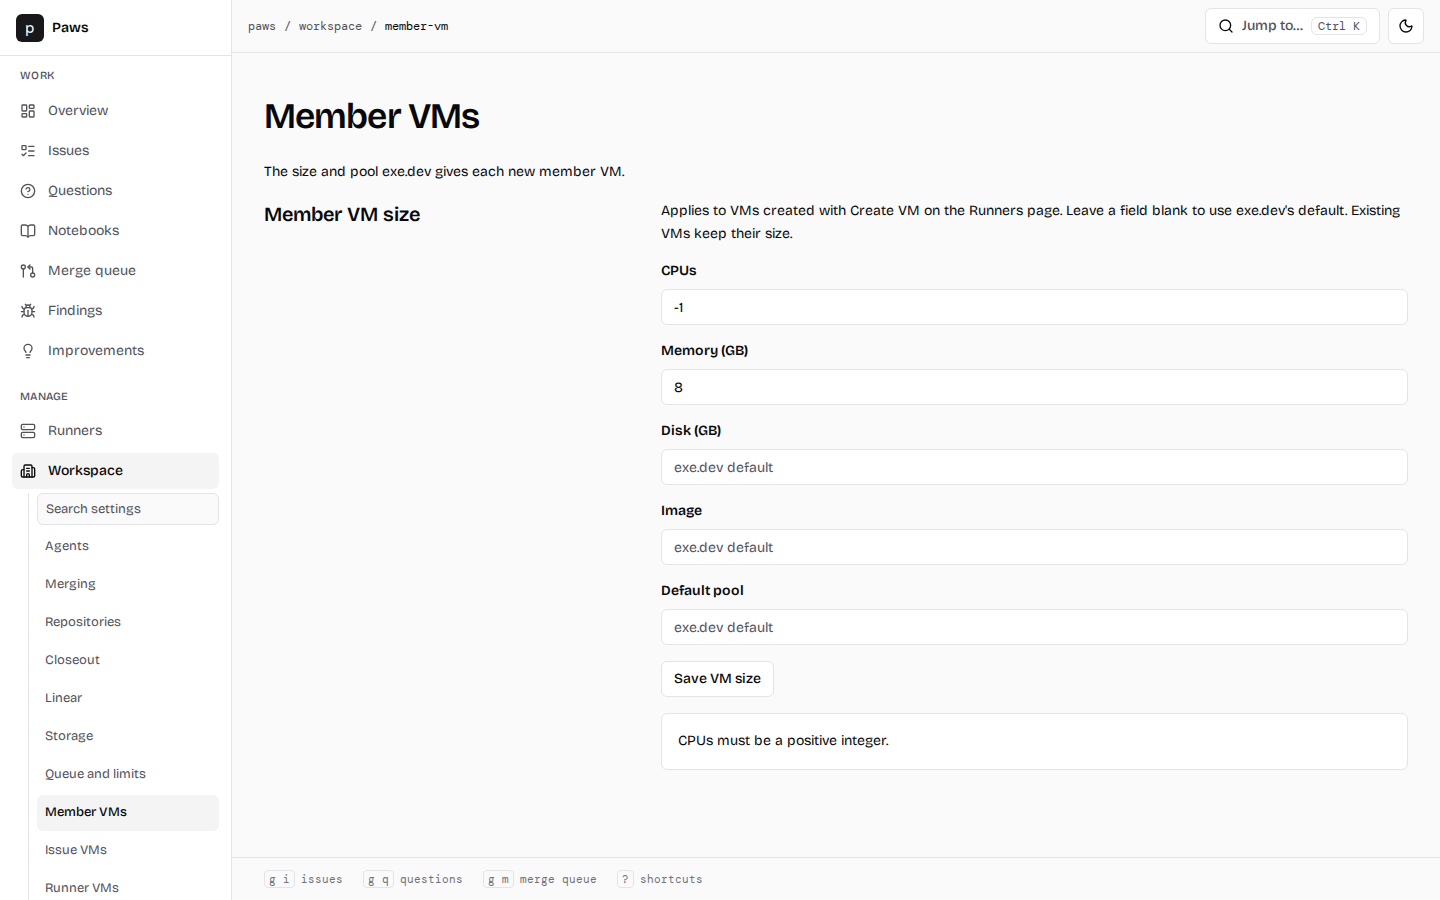 p Paws
paws / workspace / member-vm
Jump to... Ctrl K
WORK
Overview
Issues
Questions
Notebooks
Merge queue
Findings
Improvements
MANAGE
Runners
Workspace
Search settings
Agents
Merging
Repositories
Closeout
Linear
Storage
Queue and limits
Member VMs
Issue VMs
Runner VMs
Member VMs
The size and pool exe.dev gives each new member VM.
Member VM size
Applies to VMs created with Create VM on the Runners page. Leave a field blank to use exe.dev's default. Existing
VMs keep their size.
CPUs
-1
Memory (GB)
8
Disk (GB)
exe.dev default
Image
exe.dev default
Default pool
exe.dev default
Save VM size
CPUs must be a positive integer.
g i issues g q questions g m merge queue ? shortcuts